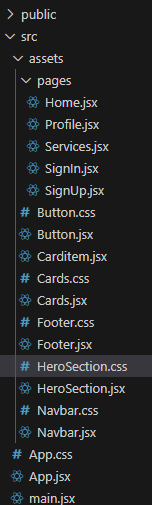 public
src
assets
pages
Home.jsx
Profile.jsx
Services.jsx
SignIn.jsx
SignUp.jsx
# Button.css
Button.jsx
Carditem.jsx
# Cards.css
Cards.jsx
# Footer.css
Footer.jsx
# HeroSection.css
HeroSection.jsx
# Navbar.css
Navbar.jsx
# App.css
App.jsx
main.jsx